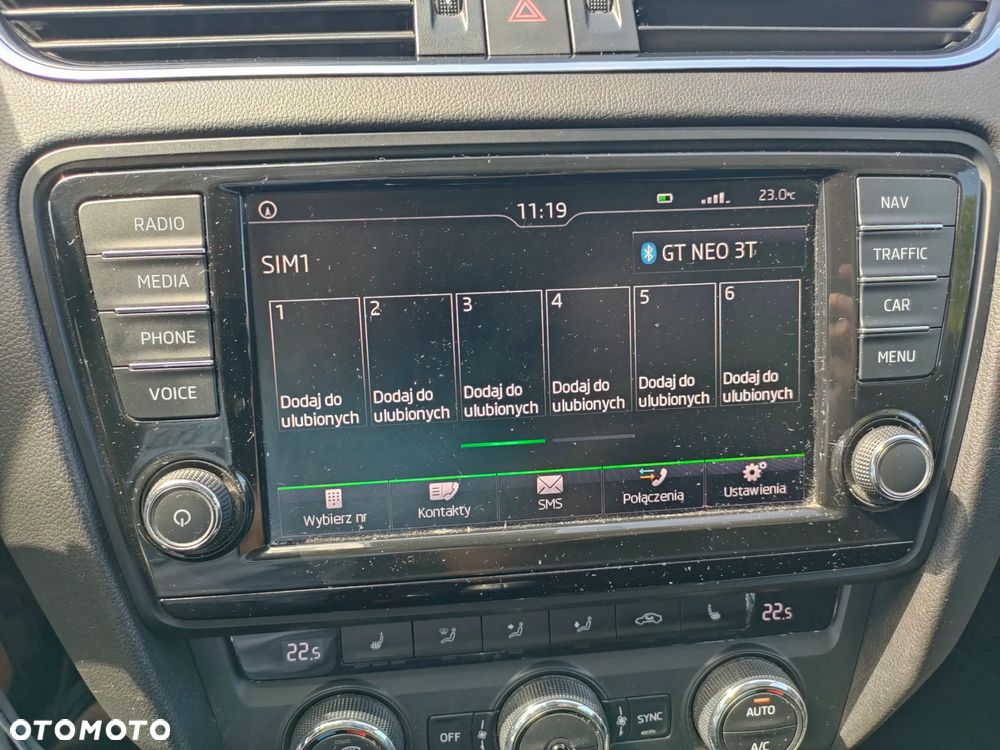 11:19
23.0°C
SIM1
GT NEO 3T
1
2
3
4
5
6
Dodaj do
ulubionych
Dodaj do
ulubionych
Dodaj do
ulubionych
Dodaj do
ulubionych
Dodaj do
ulubionych
Dodaj do
ulubionych
Wybierz nr
Kontakty
SMS
Połączenia
Ustawienia
RADIO
MEDIA
PHONE
VOICE
NAV
TRAFFIC
CAR
MENU
22.5
22.5
OFF
SYNC
AUTO
A/C
OTOMOTO